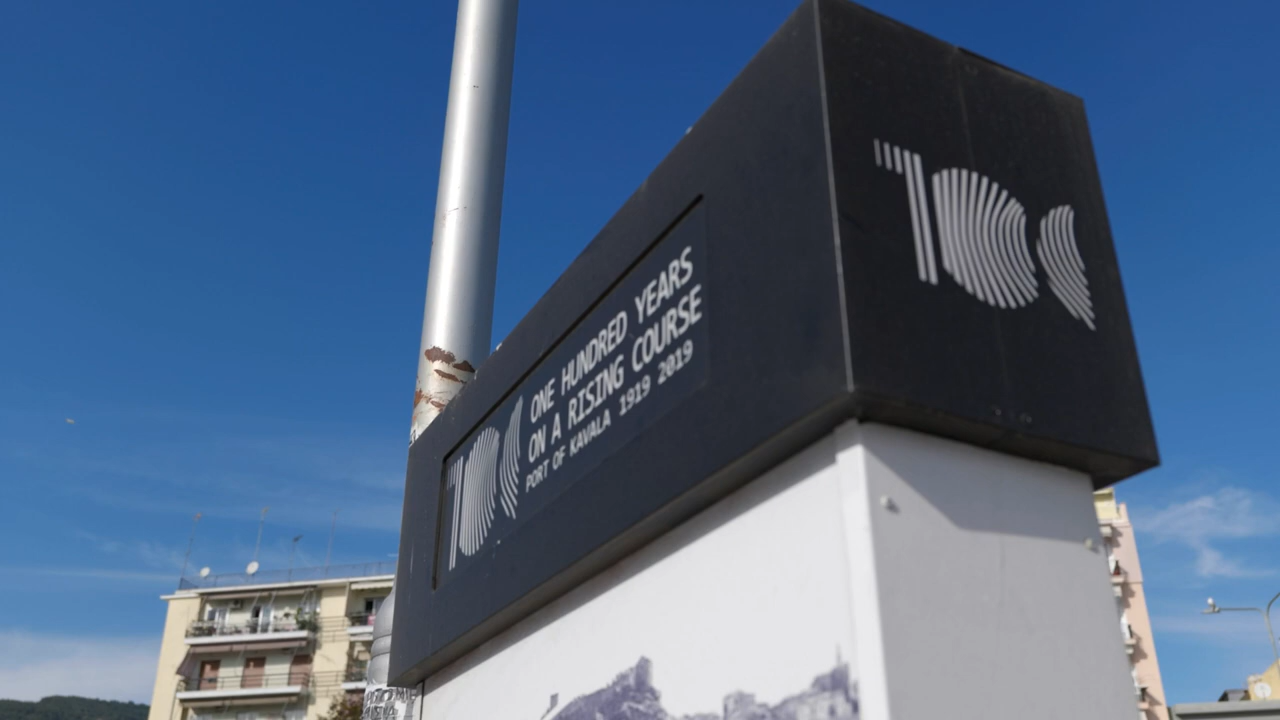 100
ONE HUNDRED YEARS
ON A RISING COURSE
PORT OF KAVALA 1919 2019
100